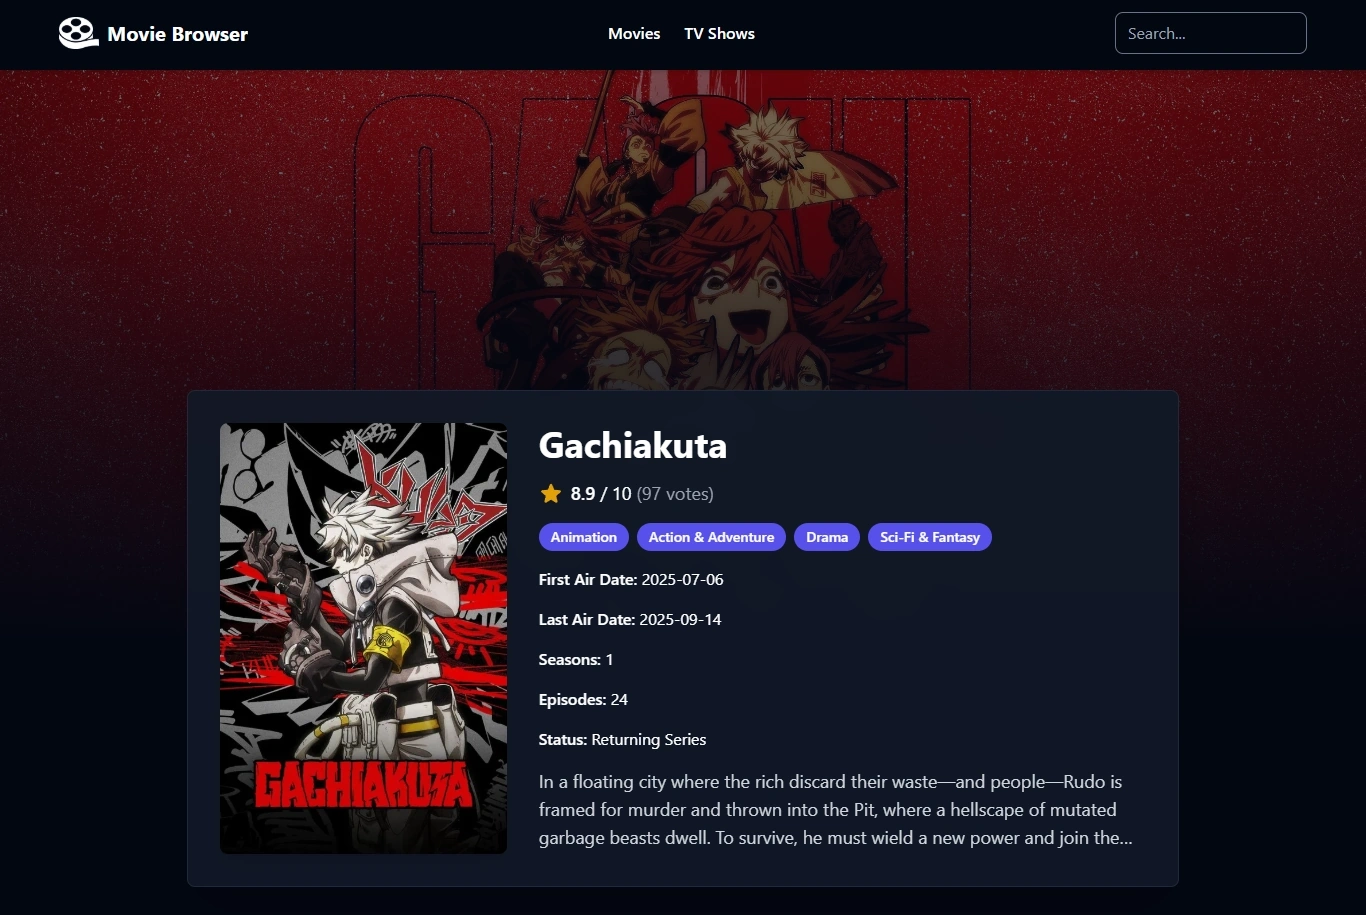 Movie Browser
Movies
TV Shows
Search...
GACHI
Gachiakuta
8.9 / 10 (97 votes)
Animation
Action & Adventure
Drama
Sci-Fi & Fantasy
First Air Date: 2025-07-06
Last Air Date: 2025-09-14
Seasons: 1
Episodes: 24
Status: Returning Series
In a floating city where the rich discard their waste—and people—Rudo is
framed for murder and thrown into the Pit, where a hellscape of mutated
garbage beasts dwell. To survive, he must wield a new power and join the...
GACHIAKUTA